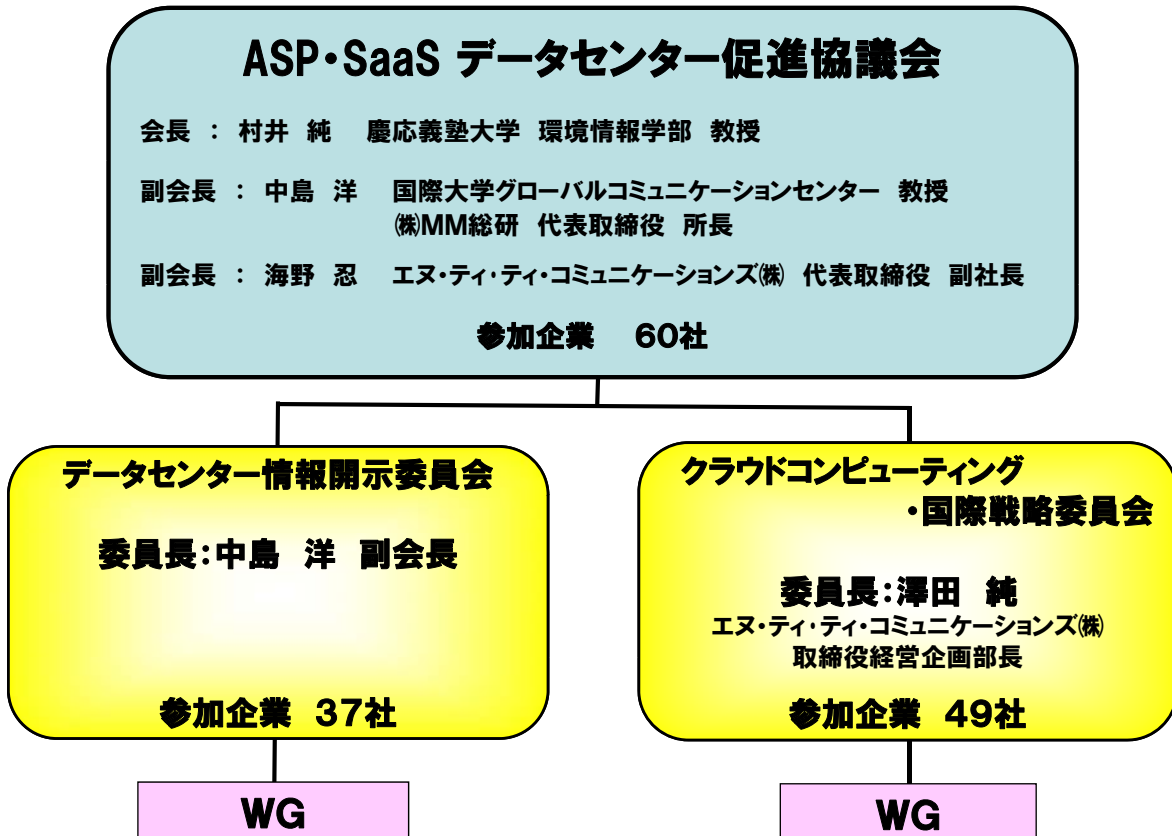 ASP・SaaS データセンター促進協議会
会長 ： 村井 純 慶応義塾大学 環境情報学部 教授
副会長 ： 中島 洋 国際大学グローバルコミュニケーションセンター 教授
㈱MM総研 代表取締役 所長
副会長 ： 海野 忍 エヌ・ティ・ティ・コミュニケーションズ㈱ 代表取締役 副社長
参加企業 60社
データセンター情報開示委員会
委員長：中島 洋 副会長
参加企業 37社
WG
クラウドコンピューティング
・国際戦略委員会
委員長：澤田 純
エヌ・ティ・ティ・コミュニケーションズ㈱
取締役経営企画部長
参加企業 49社
WG